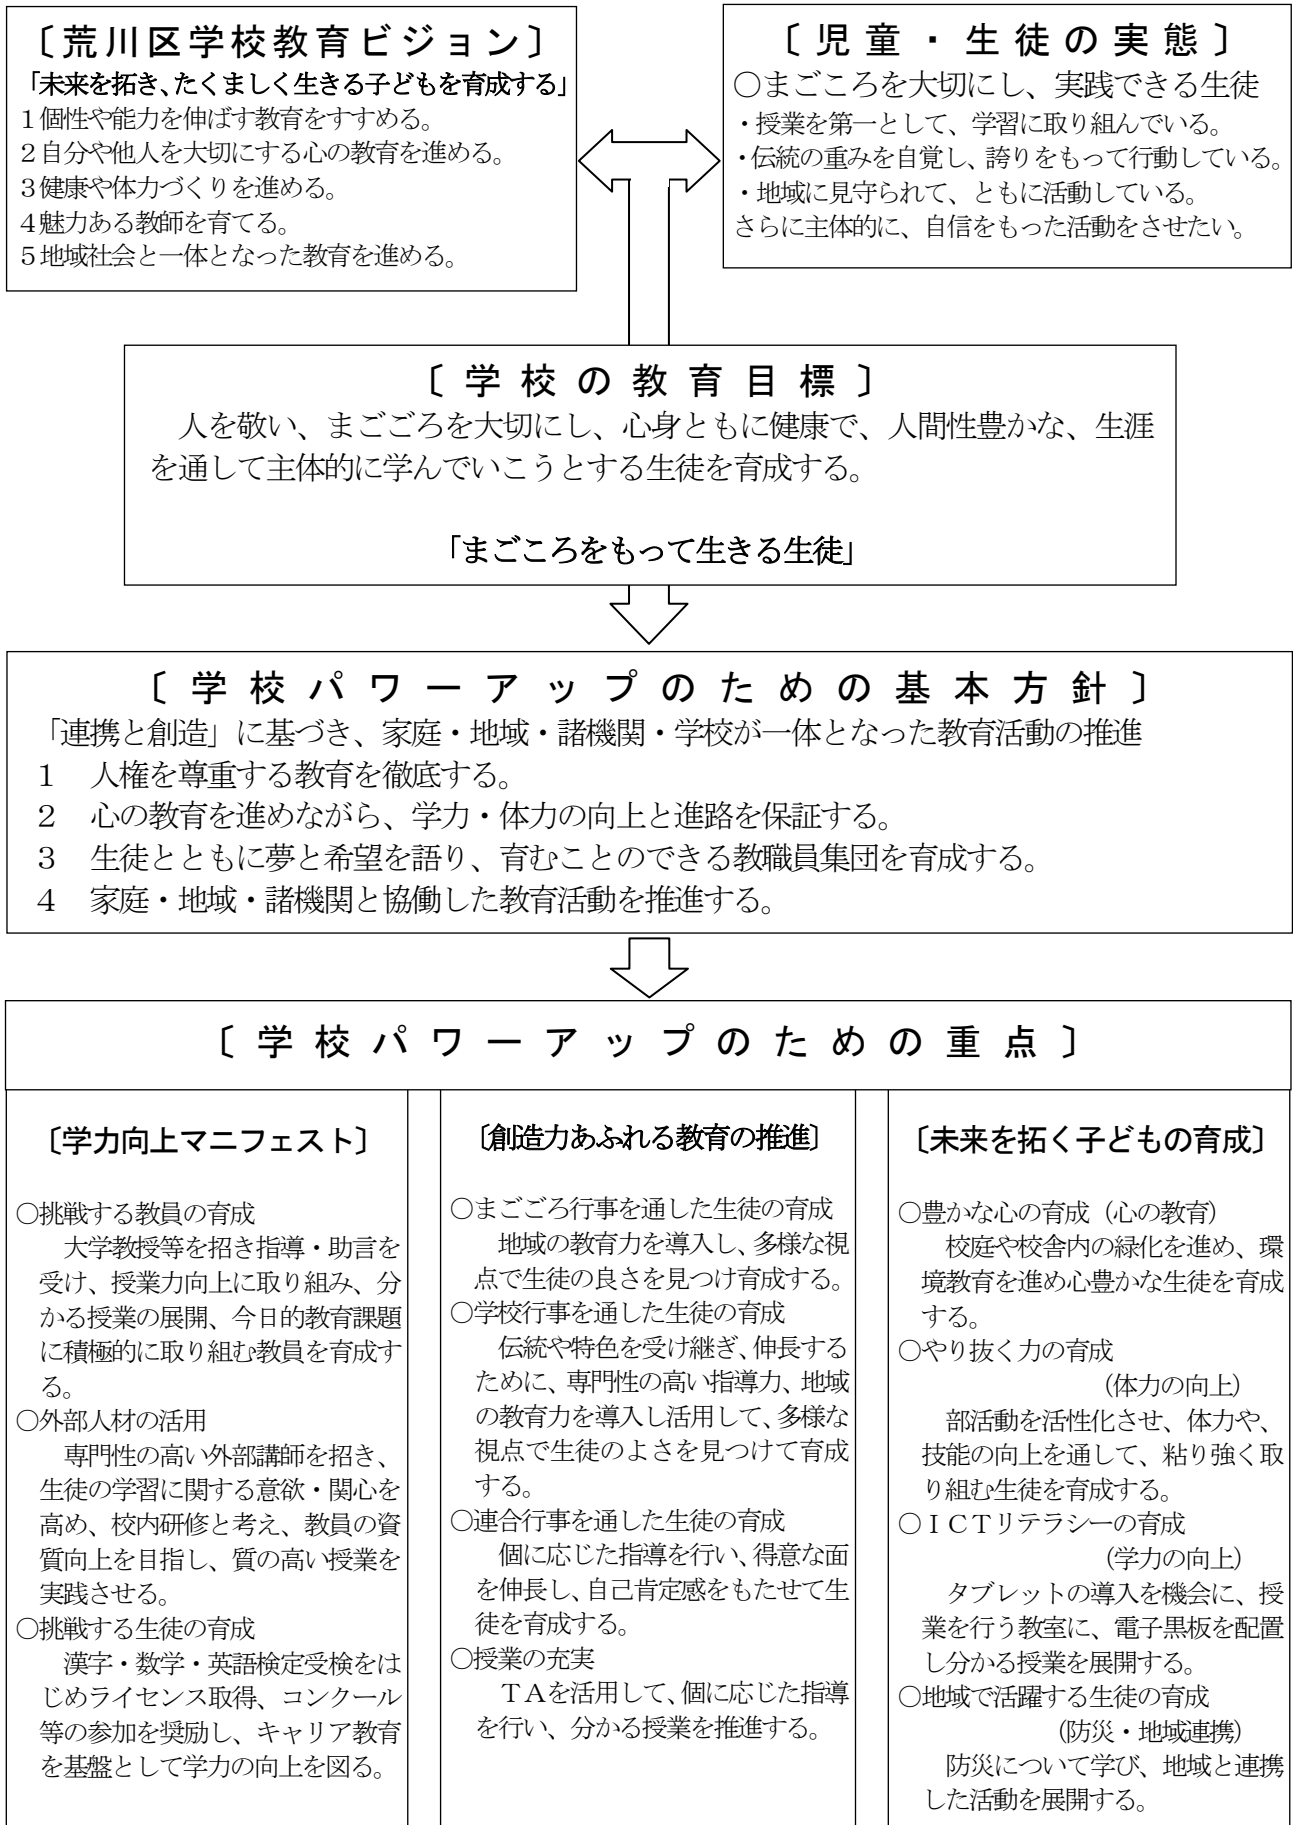 〔荒川区学校教育ビジョン〕
「未来を拓き、たくましく生きる子どもを育成する」
１個性や能力を伸ばす教育をすすめる。
２自分や他人を大切にする心の教育を進める。
３健康や体力づくりを進める。
４魅力ある教師を育てる。
５地域社会と一体となった教育を進める。
〔児童・生徒の実態〕
○まごころを大切にし、実践できる生徒
・授業を第一として、学習に取り組んでいる。
・伝統の重みを自覚し、誇りをもって行動している。
・地域に見守られて、ともに活動している。
さらに主体的に、自信をもった活動をさせたい。
〔学校の教育目標〕
人を敬い、まごごろを大切にし、心身ともに健康で、人間性豊かな、生涯
を通して主体的に学んでいこうとする生徒を育成する。
「まごころをもって生きる生徒」
〔学校パワーアップのための基本方針〕
「連携と創造」に基づき、家庭・地域・諸機関・学校が一体となった教育活動の推進
１　人権を尊重する教育を徹底する。
２　心の教育を進めながら、学力・体力の向上と進路を保証する。
３　生徒とともに夢と希望を語り、育むことのできる教職員集団を育成する。
４　家庭・地域・諸機関と協働した教育活動を推進する。
〔学校パワーアップのための重点〕
〔学力向上マニフェスト〕
○挑戦する教員の育成
大学教授等を招き指導・助言を
受け、授業力向上に取り組み、分
かる授業の展開、今日的教育課題
に積極的に取り組む教員を育成す
る。
○外部人材の活用
専門性の高い外部講師を招き、
生徒の学習に関する意欲・関心を
高め、校内研修と考え、教員の資
質向上を目指し、質の高い授業を
実践させる。
○挑戦する生徒の育成
漢字・数学・英語検定受検をは
じめライセンス取得、コンクール
等の参加を奨励し、キャリア教育
を基盤として学力の向上を図る。
〔創造力あふれる教育の推進〕
○まごごろ行事を通した生徒の育成
地域の教育力を導入し、多様な視
点で生徒の良さを見つけ育成する。
○学校行事を通した生徒の育成
伝統や特色を受け継ぎ、伸長する
ために、専門性の高い指導力、地域
の教育力を導入し活用して、多様な
視点で生徒のよさを見つけて育成
する。
○連合行事を通した生徒の育成
個に応じた指導を行い、得意な面
を伸長し、自己肯定感をもたせて生
徒を育成する。
○授業の充実
ＴＡを活用して、個に応じた指導
を行い、分かる授業を推進する。
〔未来を拓く子どもの育成〕
○豊かな心の育成（心の教育）
校庭や校舎内の緑化を進め、環
境教育を進め心豊かな生徒を育成
する。
○やり抜く力の育成
（体力の向上）
部活動を活性化させ、体力や、
技能の向上を通して、粘り強く取
り組む生徒を育成する。
○ＩＣＴリテラシーの育成
（学力の向上）
タブレットの導入を機会に、授
業を行う教室に、電子黒板を配置
し分かる授業を展開する。
○地域で活躍する生徒の育成
（防災・地域連携）
防災について学び、地域と連携
した活動を展開する。